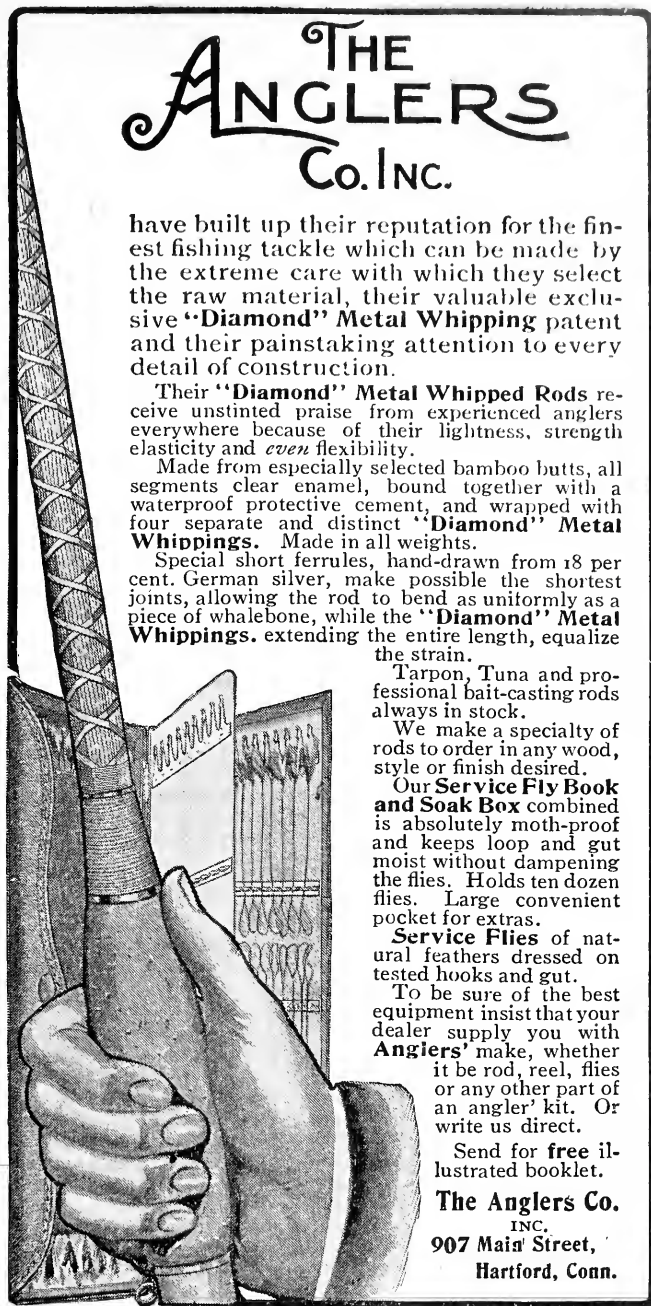 THE
ANGLERS
Co. INC.
have built up their reputation for the fin-
est fishing tackle which can be made by
the extreme care with which they select
the raw material, their valuable exclu-
sive "Diamond" Metal Whipping patent
and their painstaking attention to every
detail of construction.
Their "Diamond" Metal Whipped Rods re-
ceive unstinted praise from experienced anglers
everywhere because of their lightness, strength
elasticity and even flexibility.
Made from especially selected bamboo butts, all
segments clear enamel, bound together with a
waterproof protective cement, and wrapped with
four separate and distinct "Diamond" Metal
Whippings. Made in all weights.
Special short ferrules, hand-drawn from 18 per
cent. German silver, make possible the shortest
joints, allowing the rod to bend as uniformly as a
piece of whalebone, while the "Diamond" Metal
Whippings. extending the entire length, equalize
the strain.
Tarpon, Tuna and pro-
fessional bait-casting rods
always in stock.
We make a specialty of
rods to order in any wood,
style or finish desired.
Our Service Fly Book
and Soak Box combined
is absolutely moth-proof
and keeps loop and gut
moist without dampening
the flies. Holds ten dozen
flies. Large convenient
pocket for extras.
Service Flies of nat-
ural feathers dressed on
tested hooks and gut.
To be sure of the best
equipment insist that your
dealer supply you with
Anglers' make, whether
it be rod, reel, flies
or any other part of
an angler' kit. Or
write us direct.
Send for free il-
lustrated booklet.
The Anglers Co.
INC.
907 Main Street,
Hartford, Conn.